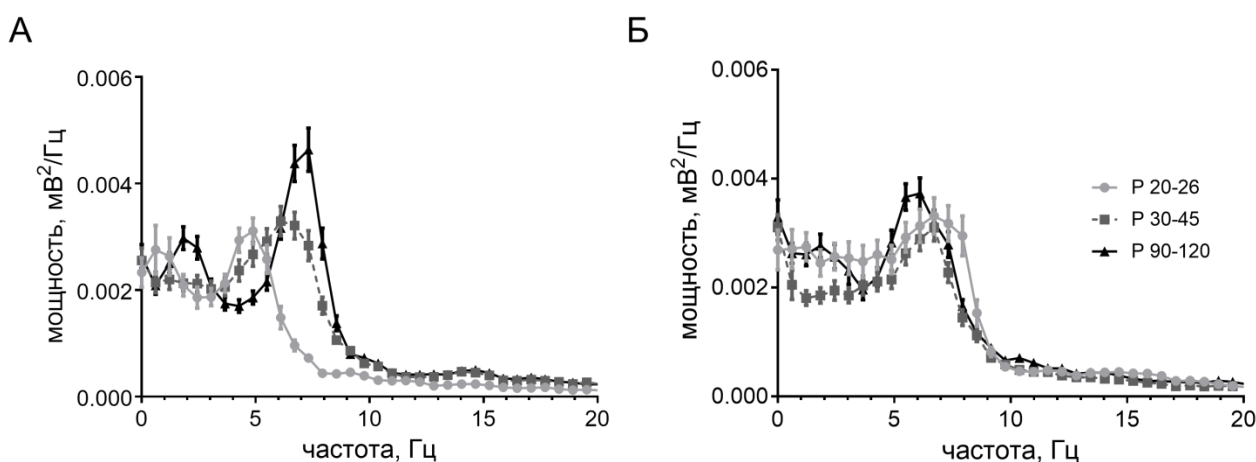 А
0.006
0.004
0.002
0.000
мощность, мВ²/Гц
0 5 10 15 20
частота, Гц
Б
0.006
0.004
0.002
0.000
мощность, мВ²/Гц
0 5 10 15 20
частота, Гц
P 20-26
P 30-45
P 90-120